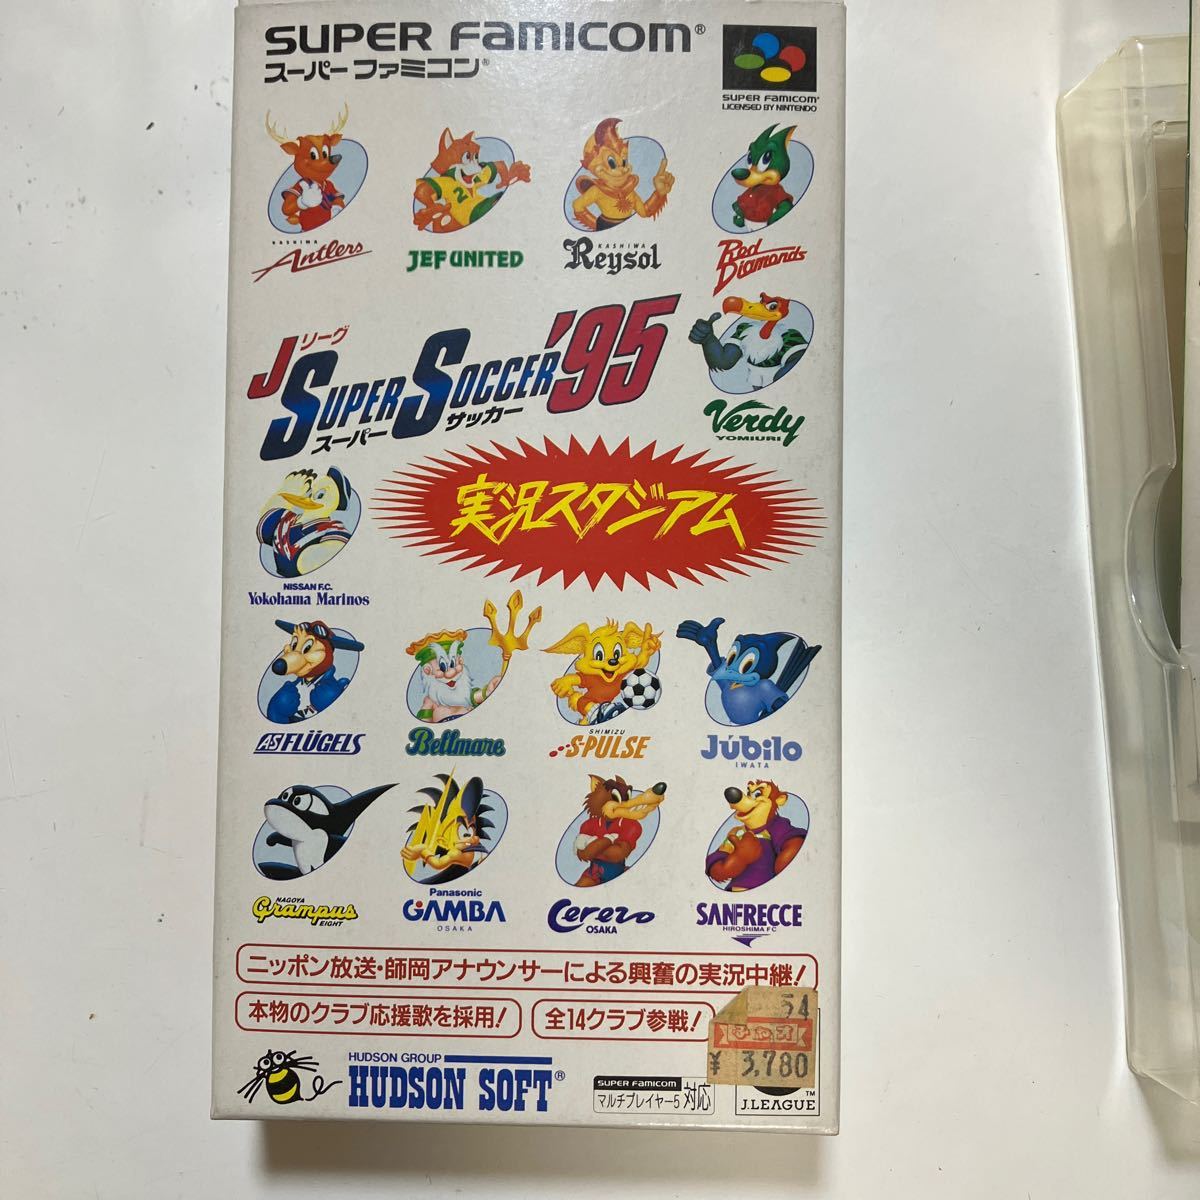 SUPER FAMICOM®
スーパーファミコン®
SUPER FAMICOM®
LICENSED BY NINTENDO
KASHIMA
Antlers
JEF UNITED
KASHIWA
Reysol
Red Diamonds
Jリーグ
SUPER SOCCER '95
スーパー サッカー
Verdy
YOMIURI
実況スタジアム
NISSAN F.C.
Yokohama Marinos
AS FLÜGELS
Bellmare
SHIMIZU
S-PULSE
Júbilo
IWATA
NAGOYA
Grampus
EIGHT
Panasonic
GAMBA
OSAKA
Cerezo
OSAKA
SANFRECCE
HIROSHIMA FC
ニッポン放送・師岡アナウンサーによる興奮の実況中継!
本物のクラブ応援歌を採用!
全14クラブ参戦!
54
¥ 3,780
HUDSON GROUP
HUDSON SOFT®
SUPER FAMICOM
マルチプレイヤー5 対応
J.LEAGUE
TM